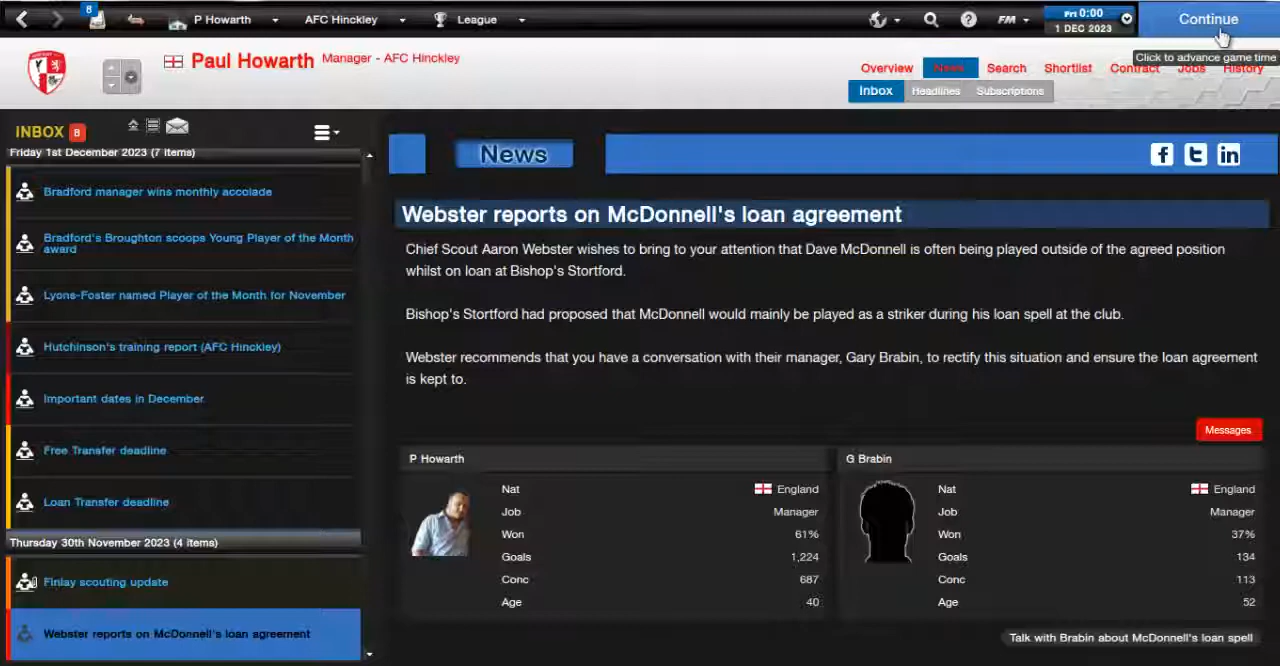 8
P Howarth
AFC Hinckley
League
FM
Fri 0:00
1 DEC 2023
Continue
Click to advance game time
Paul Howarth
Manager - AFC Hinckley
Overview
News
Search
Shortlist
Contract
Jobs
History
Inbox
Headlines
Subscriptions
INBOX 8
Friday 1st December 2023 (7 items)
Bradford manager wins monthly accolade
Bradford's Broughton scoops Young Player of the Month
award
Lyons-Foster named Player of the Month for November
Hutchinson's training report (AFC Hinckley)
Important dates in December
Free Transfer deadline
Loan Transfer deadline
Thursday 30th November 2023 (4 items)
Finlay scouting update
Webster reports on McDonnell's loan agreement
News
f t in
Webster reports on McDonnell's loan agreement
Chief Scout Aaron Webster wishes to bring to your attention that Dave McDonnell is often being played outside of the agreed position
whilst on loan at Bishop's Stortford.
Bishop's Stortford had proposed that McDonnell would mainly be played as a striker during his loan spell at the club.
Webster recommends that you have a conversation with their manager, Gary Brabin, to rectify this situation and ensure the loan agreement
is kept to.
Messages
P Howarth
Nat England
Job Manager
Won 61%
Goals 1,224
Conc 687
Age 40
G Brabin
Nat England
Job Manager
Won 37%
Goals 134
Conc 113
Age 52
Talk with Brabin about McDonnell's loan spell